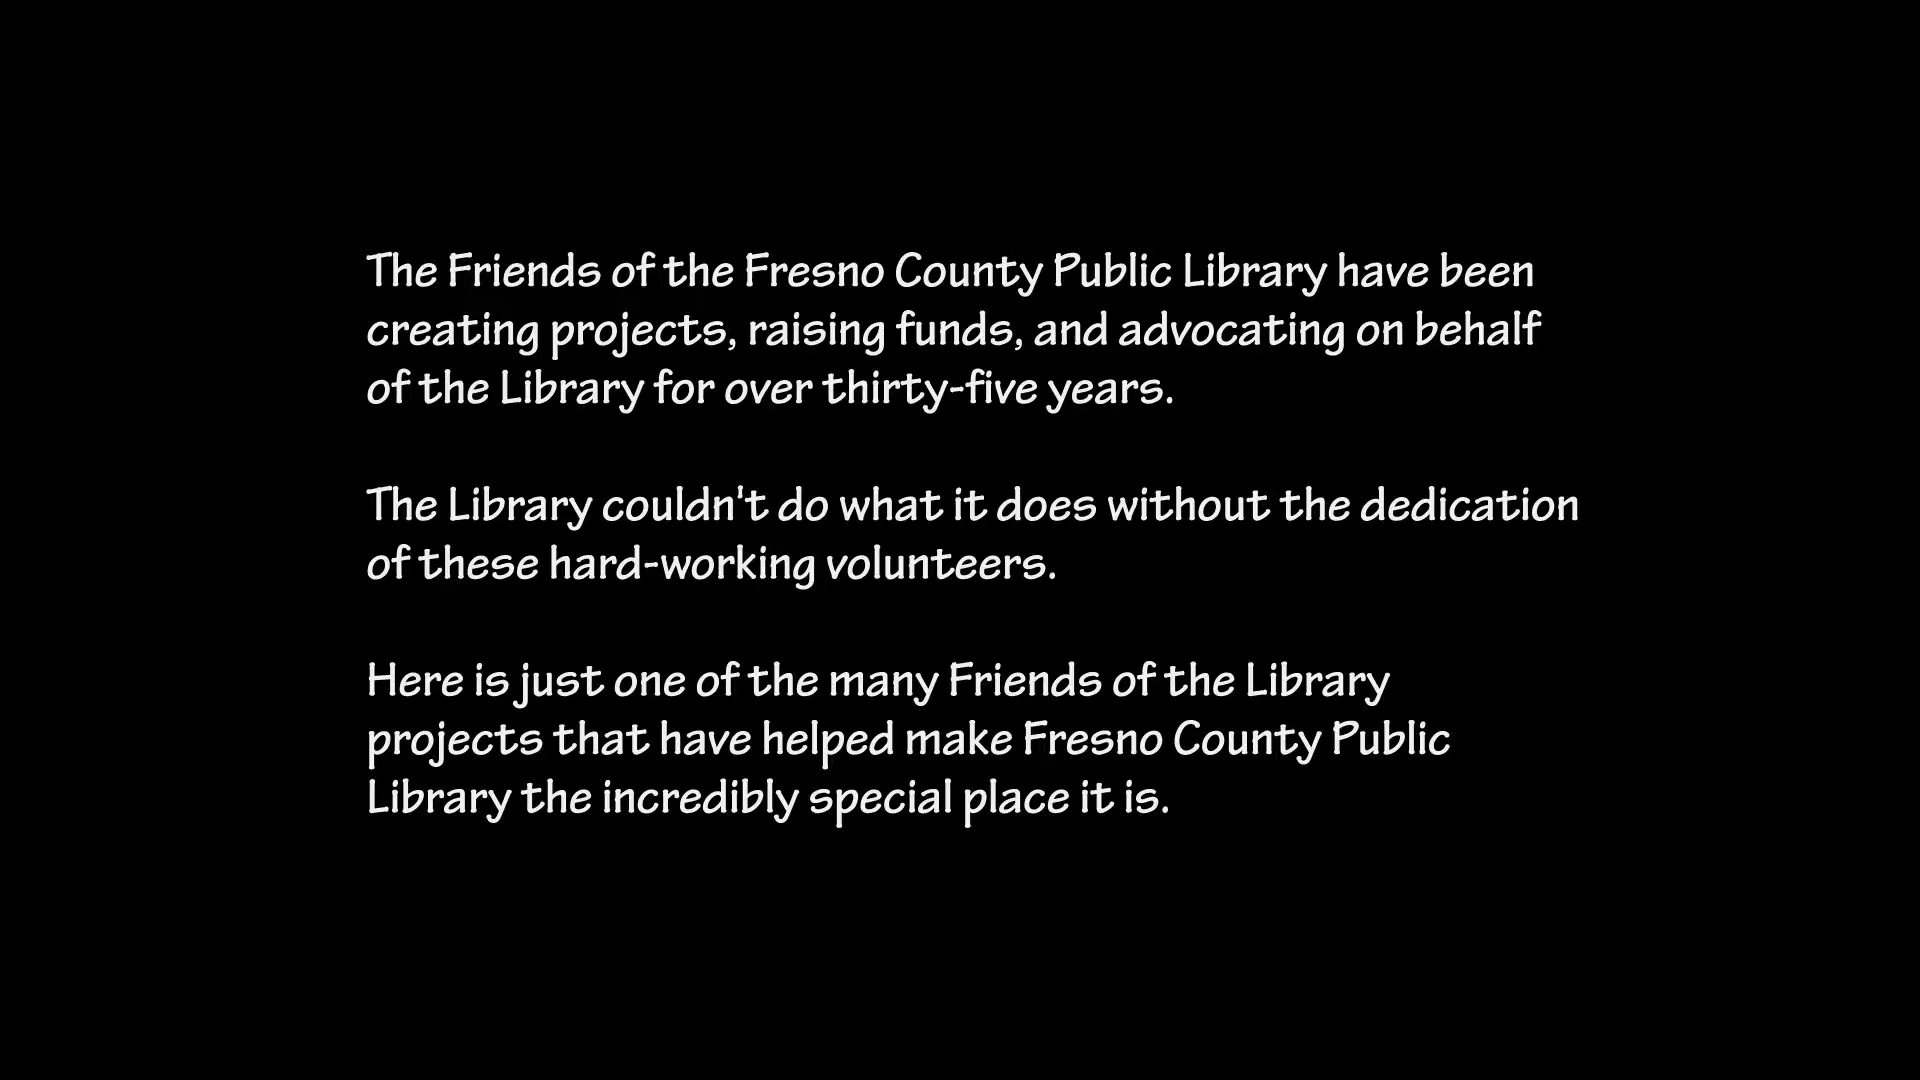 The Friends of the Fresno County Public Library have been
creating projects, raising funds, and advocating on behalf
of the Library for over thirty-five years.
The Library couldn't do what it does without the dedication
of these hard-working volunteers.
Here is just one of the many Friends of the Library
projects that have helped make Fresno County Public
Library the incredibly special place it is.